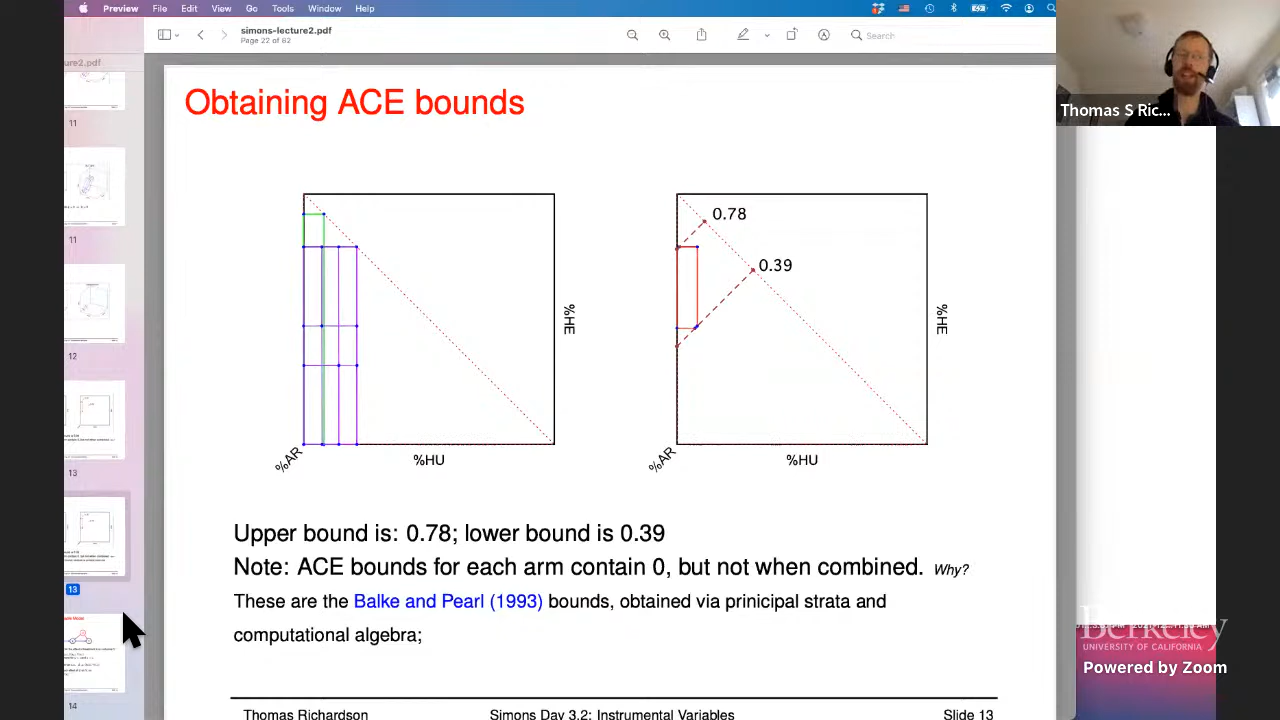 Preview File Edit View Go Tools Window Help
simons-lecture2.pdf
Page 22 of 62
Search
ure2.pdf
Thomas S Ric...
Obtaining ACE bounds
0.78
0.39
%HE
%HE
%AR
%HU
%AR
%HU
11
11
12
13
13
14
Upper bound is: 0.78; lower bound is 0.39
Note: ACE bounds for each arm contain 0, but not when combined. Why?
These are the Balke and Pearl (1993) bounds, obtained via prinicipal strata and
computational algebra;
Thomas Richardson Simons Day 3.2: Instrumental Variables Slide 13
Berkeley
UNIVERSITY OF CALIFORNIA
Powered by Zoom